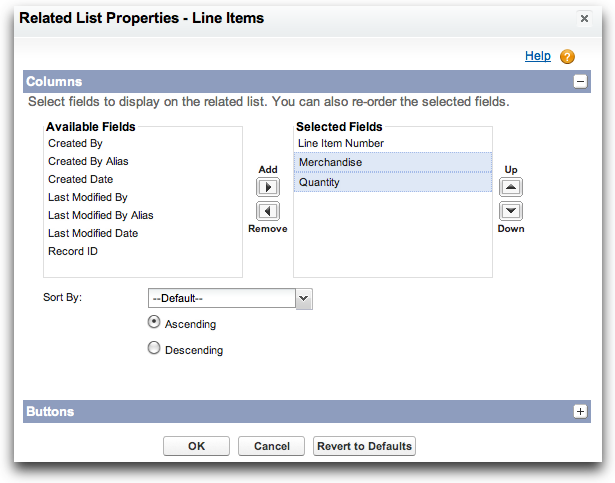 Related List Properties - Line Items
Help
Columns
Select fields to display on the related list. You can also re-order the selected fields.
Available Fields
Created By
Created By Alias
Created Date
Last Modified By
Last Modified By Alias
Last Modified Date
Record ID
Add
Remove
Selected Fields
Line Item Number
Merchandise
Quantity
Up
Down
Sort By:
--Default--
Ascending
Descending
Buttons
OK
Cancel
Revert to Defaults